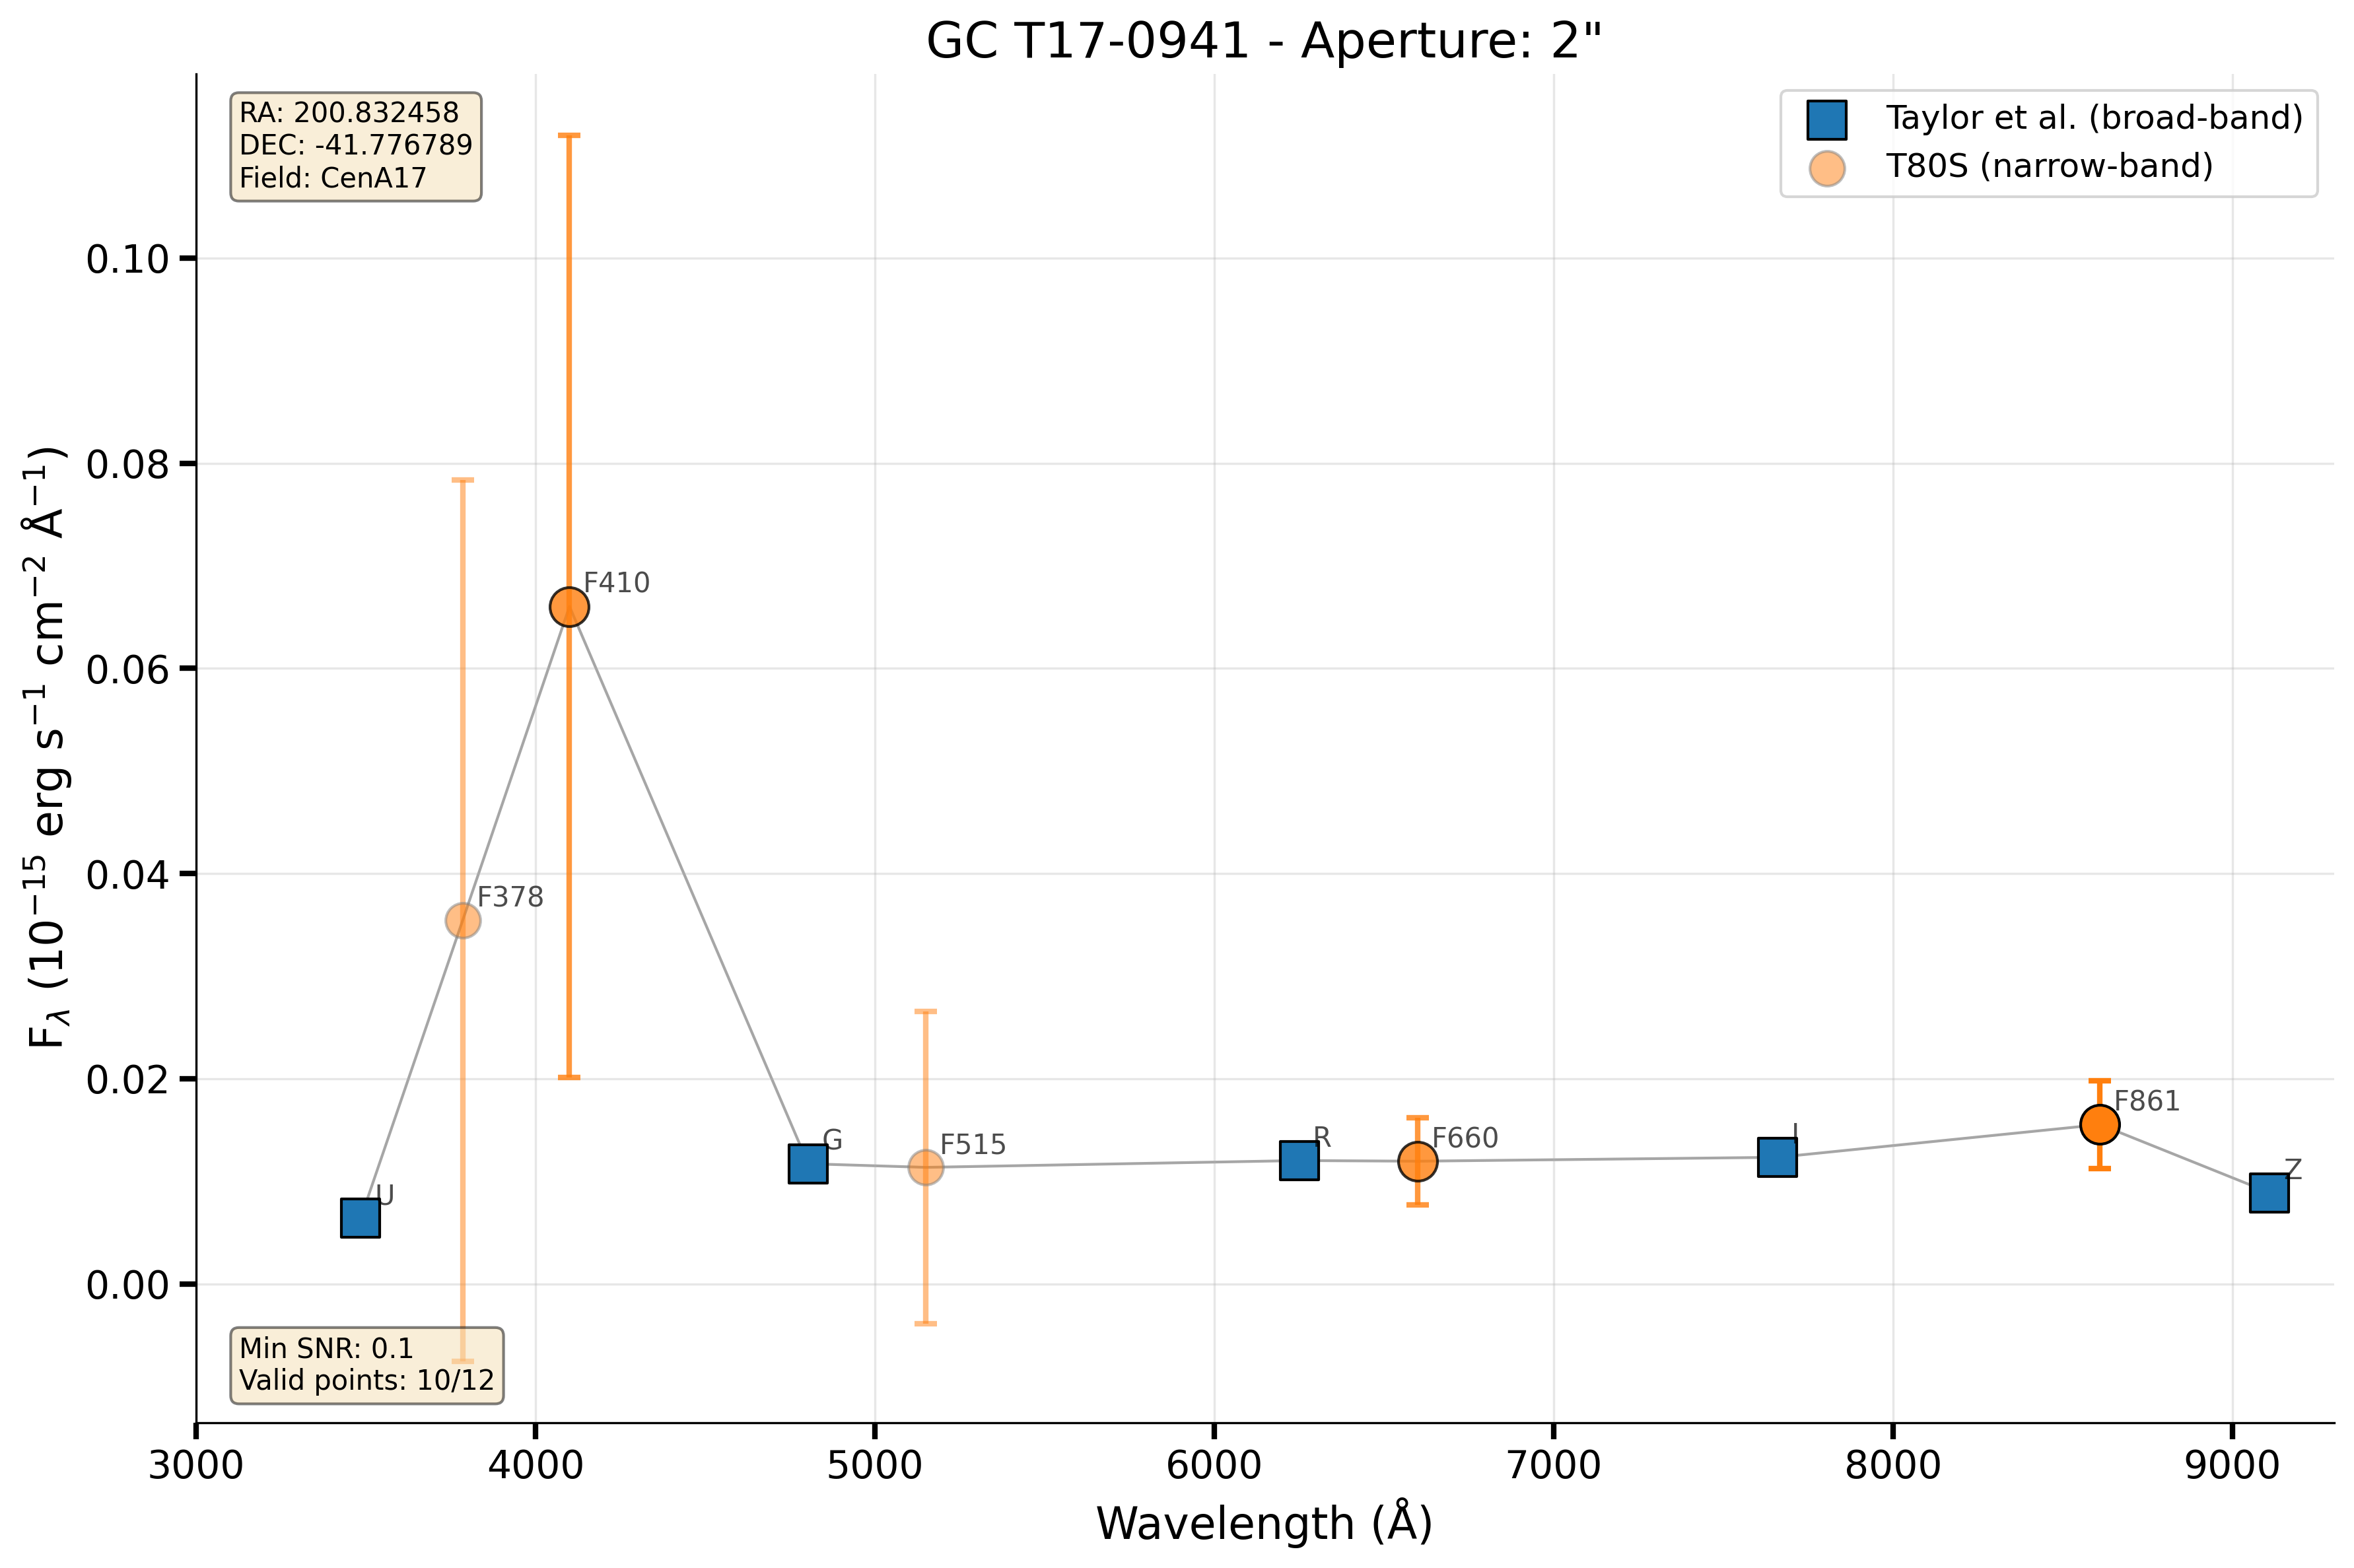 GC T17-0941 - Aperture: 2"
RA: 200.832458
DEC: -41.776789
Field: CenA17
Taylor et al. (broad-band)
T80S (narrow-band)
F_λ (10⁻¹⁵ erg s⁻¹ cm⁻² Å⁻¹)
0.10
0.08
0.06
0.04
0.02
0.00
F410
F378
U
G
F515
R
F660
I
F861
Z
Min SNR: 0.1
Valid points: 10/12
3000 4000 5000 6000 7000 8000 9000
Wavelength (Å)